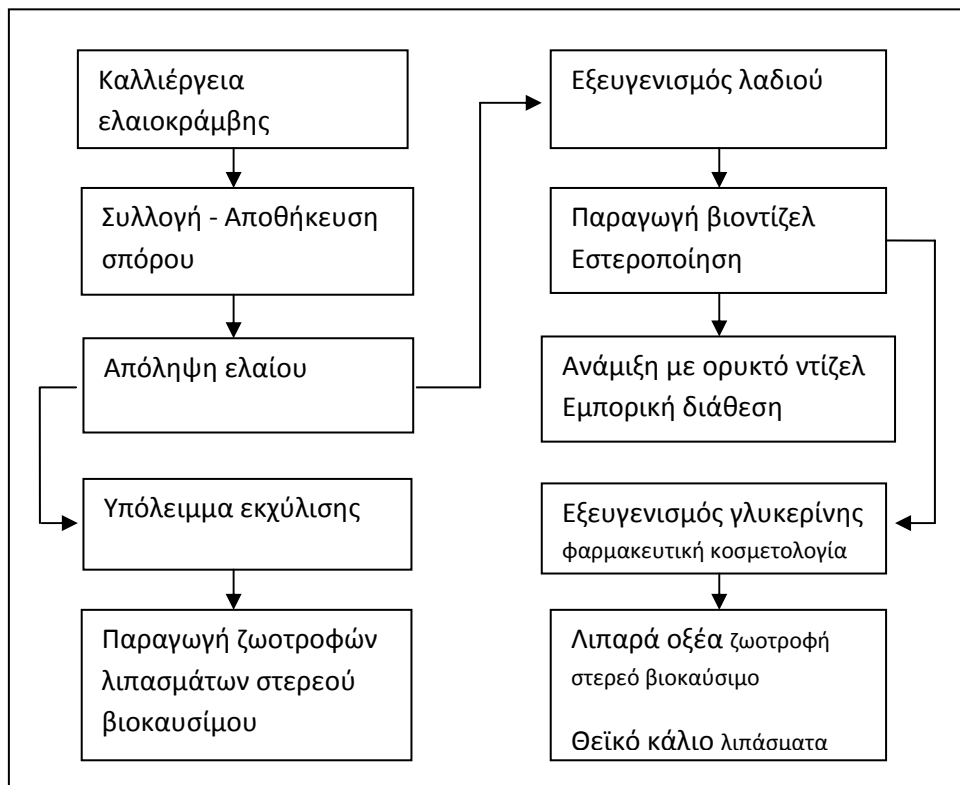 Καλλιέργεια
ελαιοκράμβης
Συλλογή - Αποθήκευση
σπόρου
Απόληψη ελαίου
Υπόλειμμα εκχύλισης
Παραγωγή ζωοτροφών
λιπασμάτων στερεού
βιοκαυσίμου
Εξευγενισμός λαδιού
Παραγωγή βιοντίζελ
Εστεροποίηση
Ανάμιξη με ορυκτό ντίζελ
Εμπορική διάθεση
Εξευγενισμός γλυκερίνης
φαρμακευτική κοσμετολογία
Λιπαρά οξέα ζωοτροφή
στερεό βιοκαύσιμο
Θεϊκό κάλιο λιπάσματα